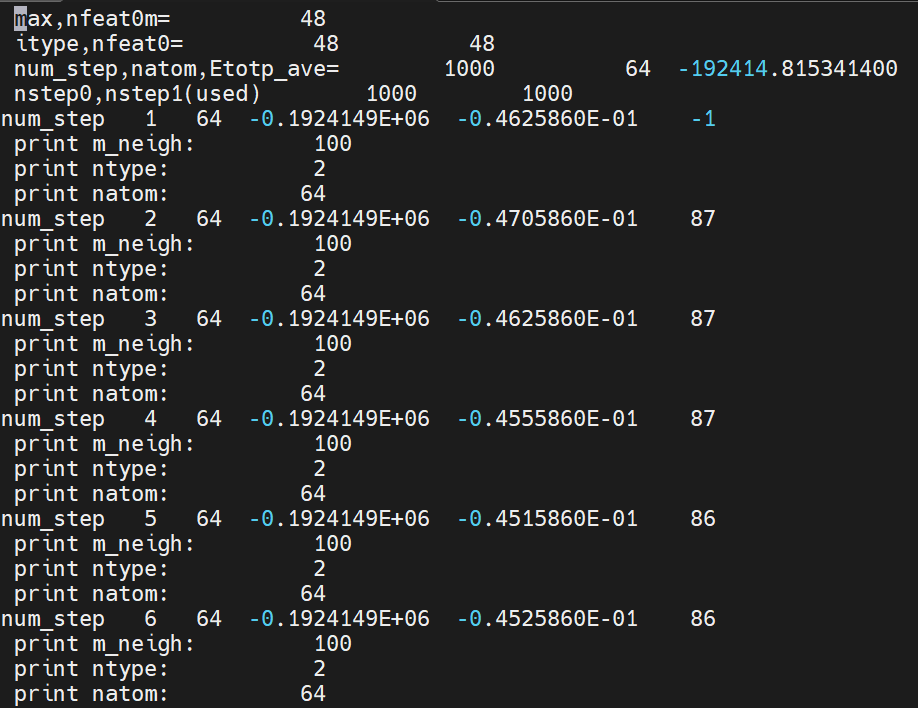 max,nfeat0m=          48
 itype,nfeat0=          48          48
 num_step,natom,Etotp_ave=        1000          64  -192414.815341400
 nstep0,nstep1(used)        1000        1000
num_step   1   64  -0.1924149E+06  -0.4625860E-01    -1
 print m_neigh:         100
 print ntype:           2
 print natom:          64
num_step   2   64  -0.1924149E+06  -0.4705860E-01    87
 print m_neigh:         100
 print ntype:           2
 print natom:          64
num_step   3   64  -0.1924149E+06  -0.4625860E-01    87
 print m_neigh:         100
 print ntype:           2
 print natom:          64
num_step   4   64  -0.1924149E+06  -0.4555860E-01    87
 print m_neigh:         100
 print ntype:           2
 print natom:          64
num_step   5   64  -0.1924149E+06  -0.4515860E-01    86
 print m_neigh:         100
 print ntype:           2
 print natom:          64
num_step   6   64  -0.1924149E+06  -0.4525860E-01    86
 print m_neigh:         100
 print ntype:           2
 print natom:          64